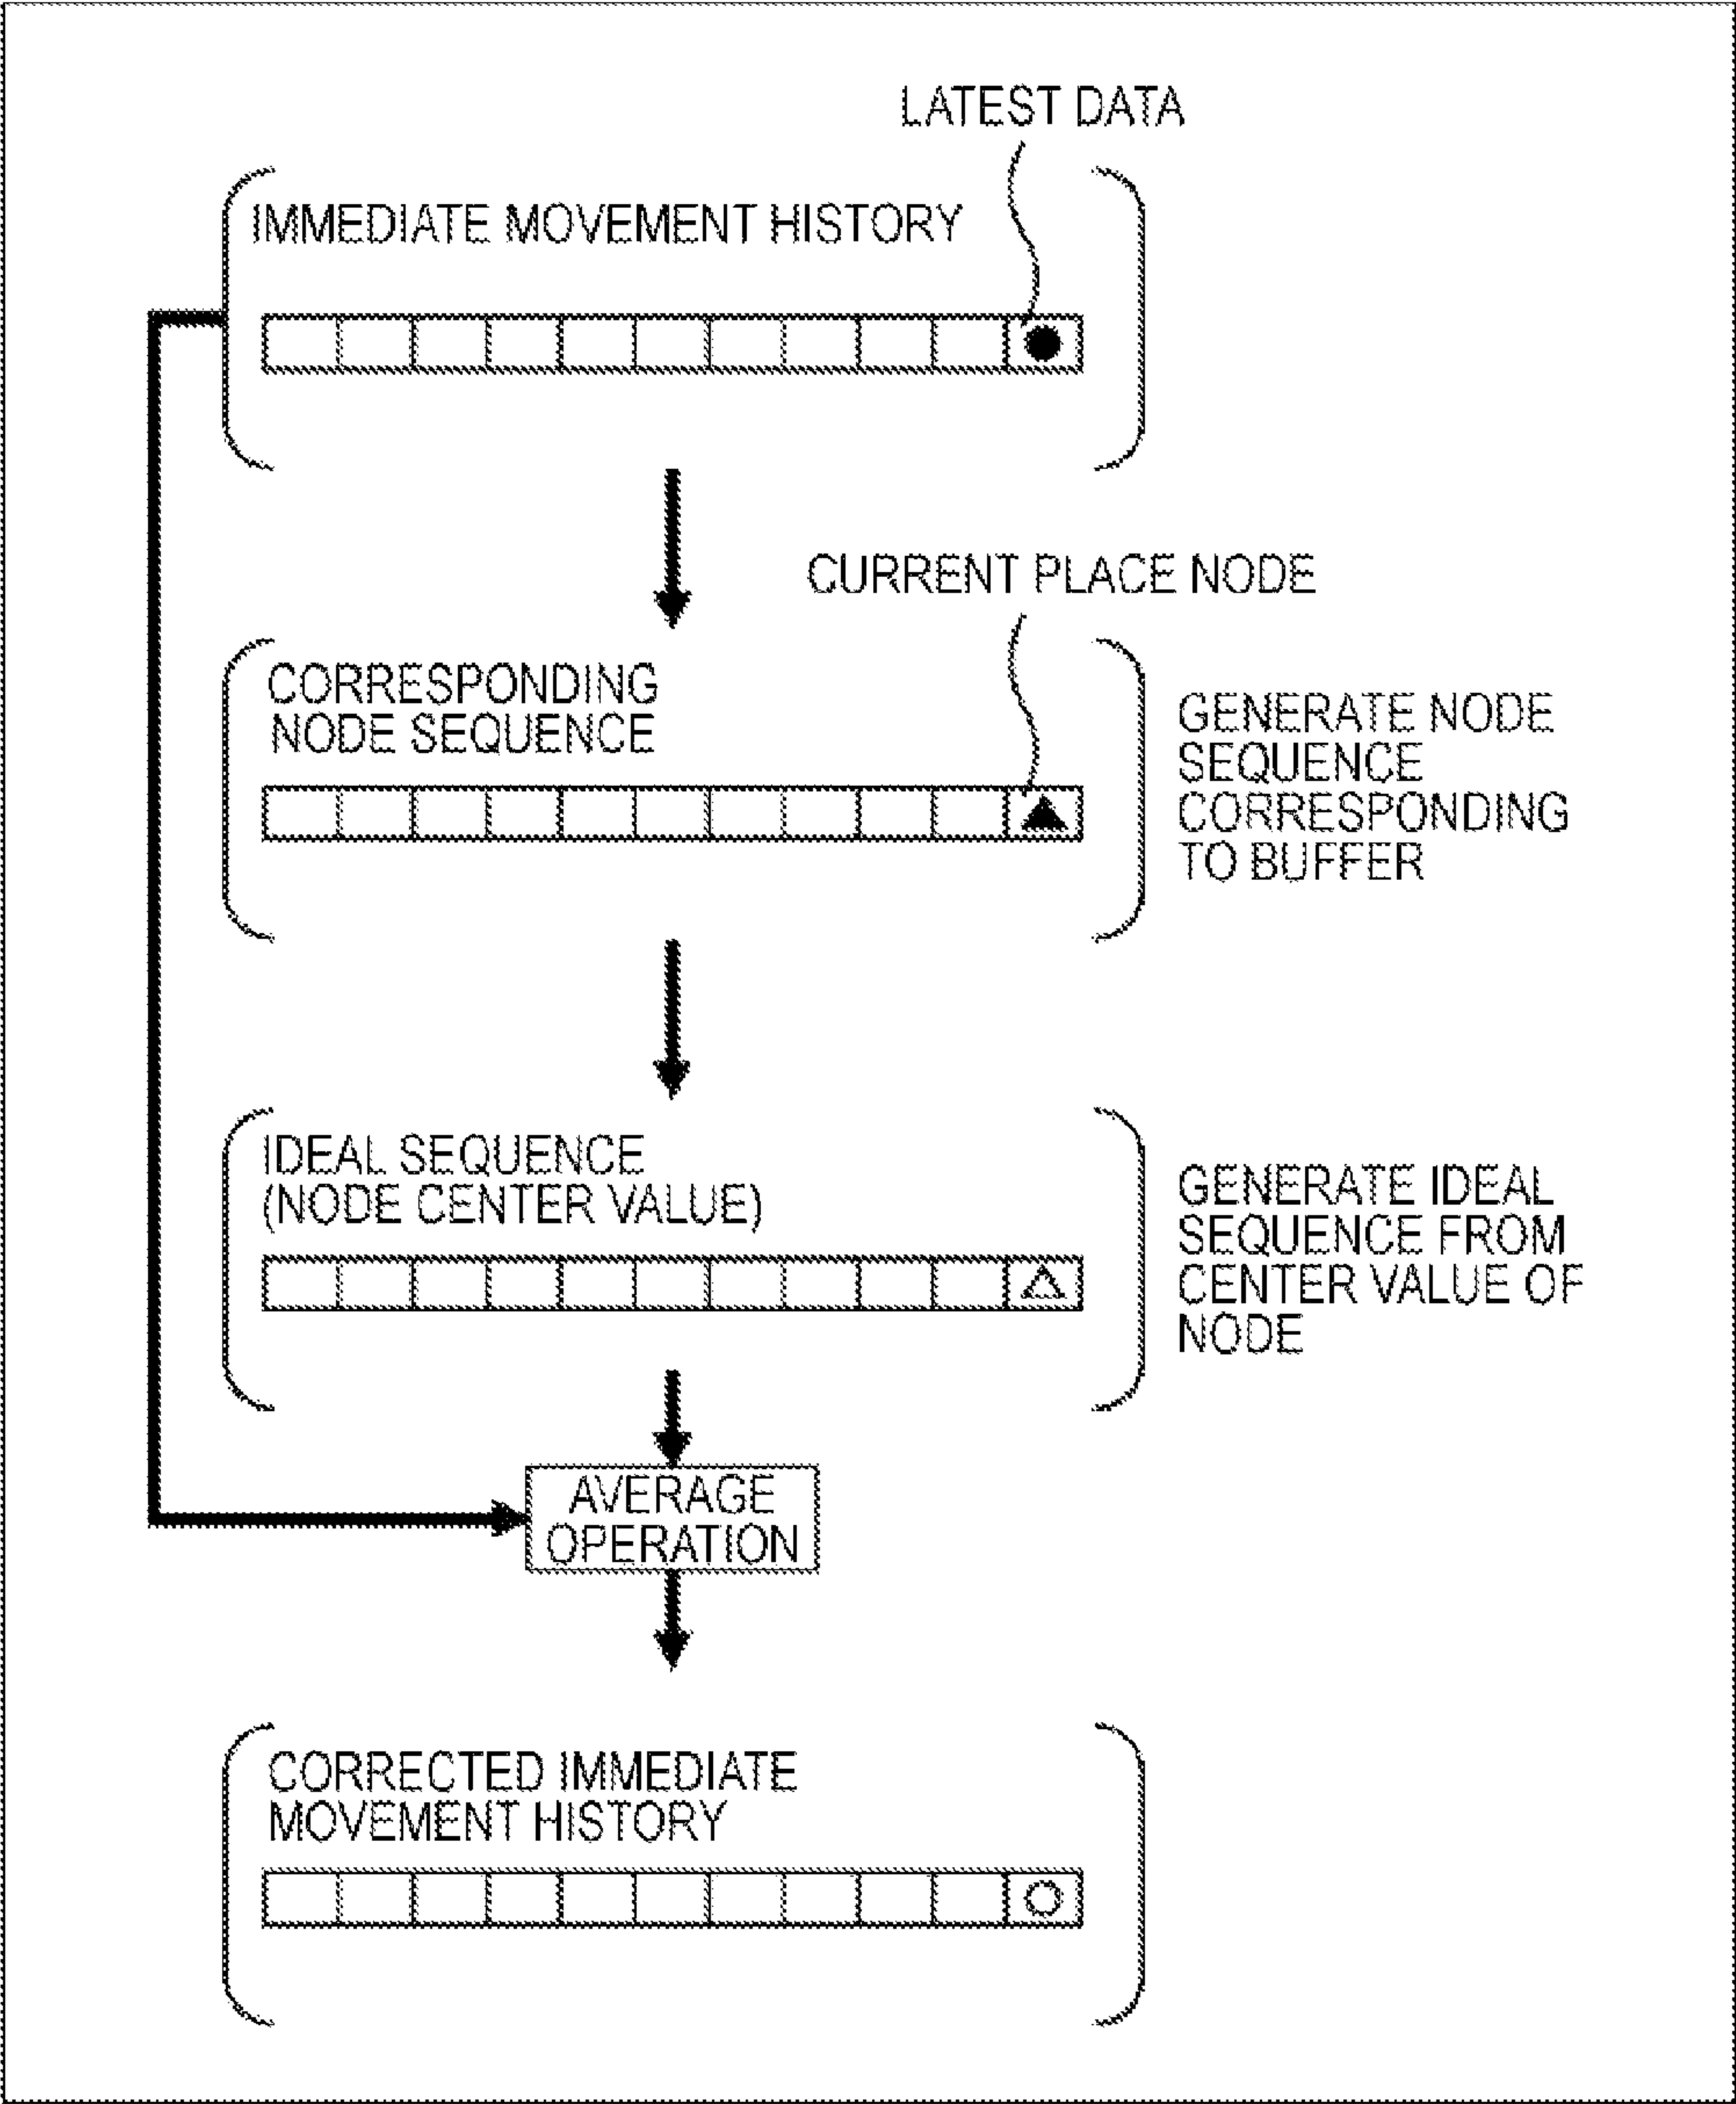 LATEST DATA
IMMEDIATE MOVEMENT HISTORY
CURRENT PLACE NODE
CORRESPONDING
NODE SEQUENCE
GENERATE NODE
SEQUENCE
CORRESPONDING
TO BUFFER
IDEAL SEQUENCE
(NODE CENTER VALUE)
GENERATE IDEAL
SEQUENCE FROM
CENTER VALUE OF
NODE
AVERAGE
OPERATION
CORRECTED IMMEDIATE
MOVEMENT HISTORY